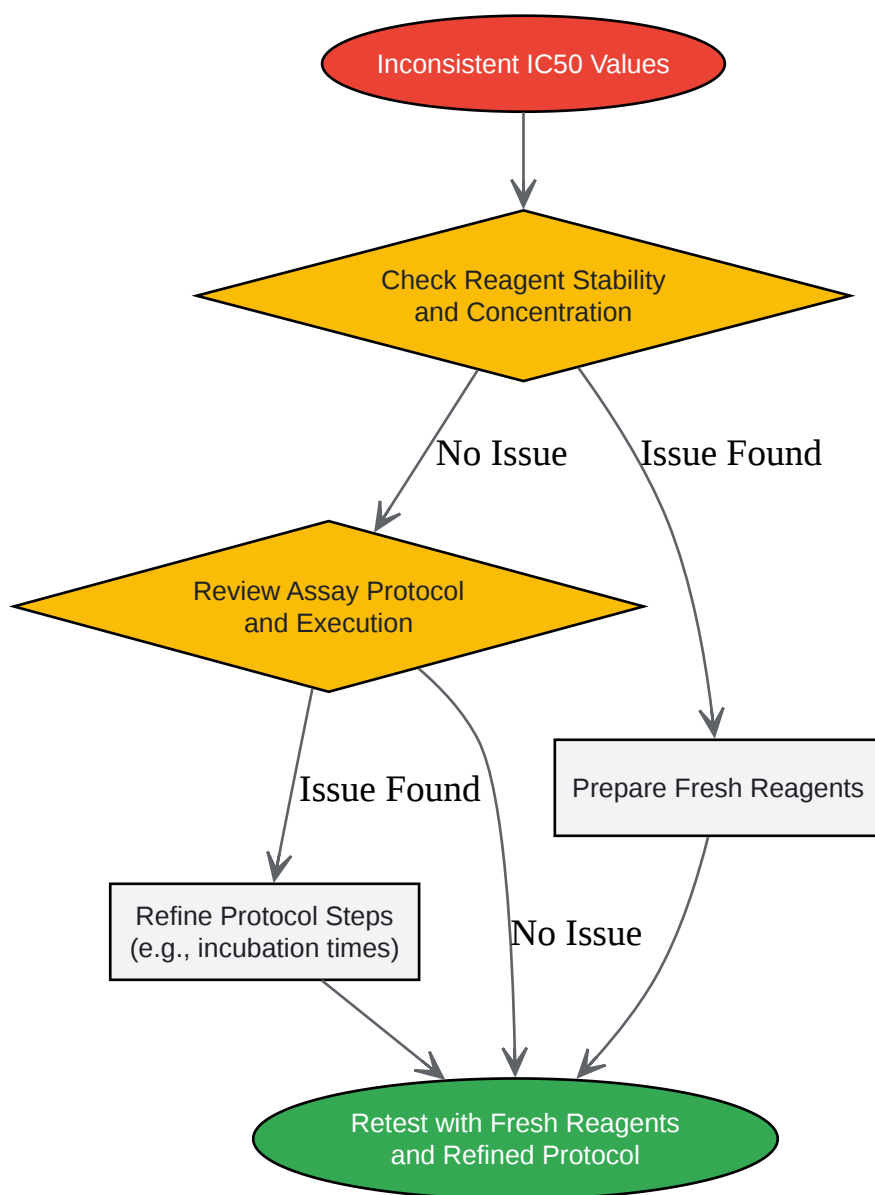 Inconsistent IC50 Values
Check Reagent Stability
and Concentration
No Issue
Issue Found
Review Assay Protocol
and Execution
Issue Found
Prepare Fresh Reagents
Refine Protocol Steps
(e.g., incubation times)
No Issue
Retest with Fresh Reagents
and Refined Protocol